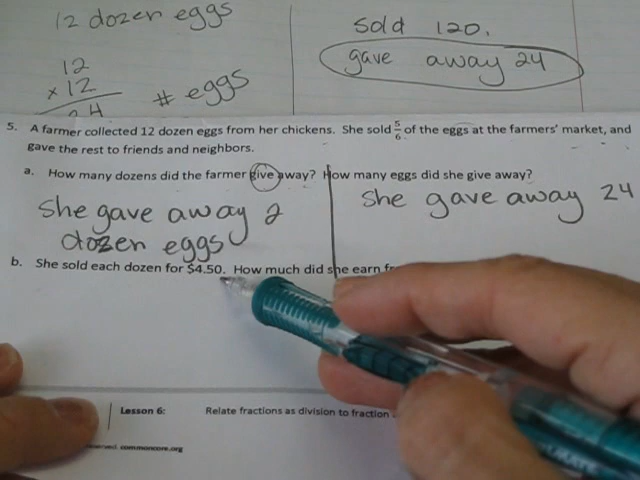 12 dozen eggs
12
x 12
24
# eggs
sold 120.
gave away 24
5. A farmer collected 12 dozen eggs from her chickens. She sold 5/6 of the eggs at the farmers' market, and
gave the rest to friends and neighbors.
a. How many dozens did the farmer give away? How many eggs did she give away?
She gave away 2
dozen eggs
She gave away 24
b. She sold each dozen for $4.50. How much did she earn
Lesson 6:
Relate fractions as division to fraction
commoncore.org